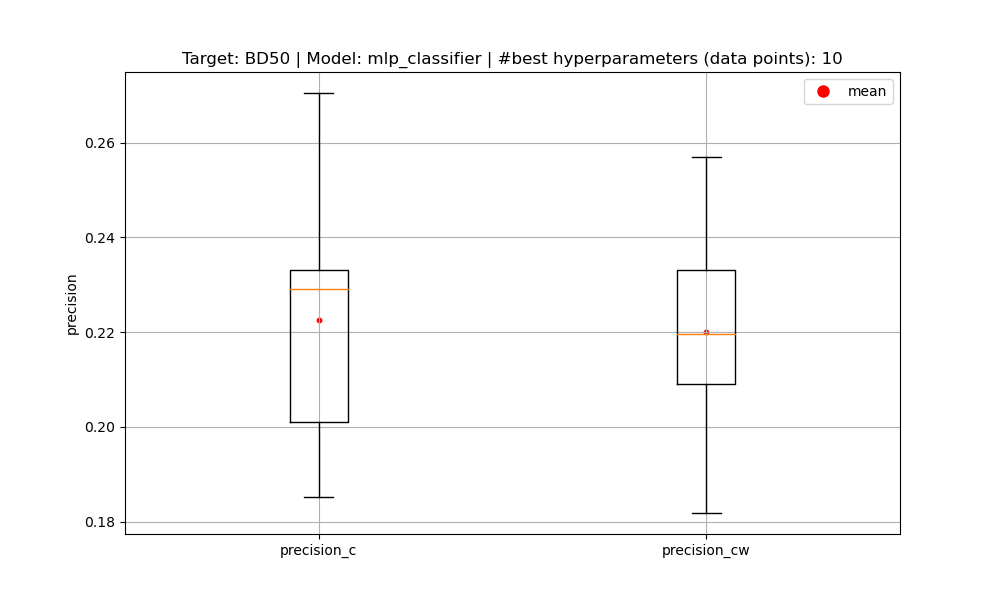 Target: BD50 | Model: mlp_classifier | #best hyperparameters (data points): 10
mean
0.26
0.24
0.22
0.20
0.18
precision
precision_c
precision_cw